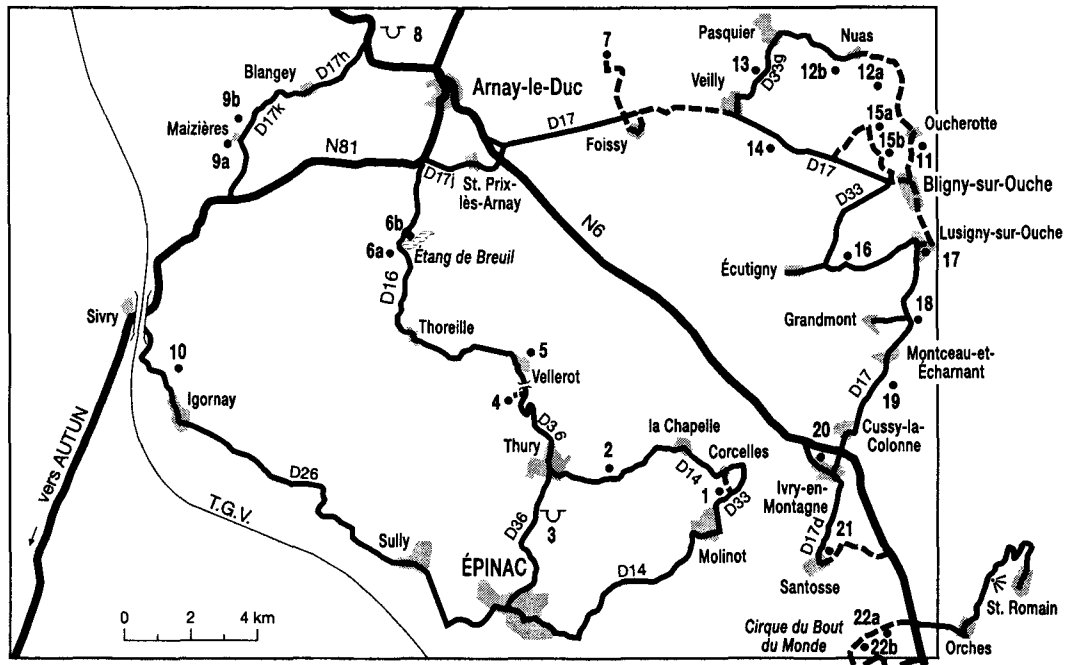 8
Pasquier
Nuas
7
13
D33g
12b
12a
Blangey
D17h
Arnay-le-Duc
Veilly
9b
D17k
15a
Oucherotte
Maizières
D17
15b
11
9a
Foissy
14
D17
N81
D17j
St. Prix-
lès-Arnay
D33
Bligny-sur-Ouche
N6
6b
Lusigny-sur-Ouche
6a
Étang de Breuil
16
17
Écutigny
D16
Sivry
Thoreille
Grandmont
18
10
5
Montceau-et-
Écharnant
Vellerot
D17
19
Igornay
4
D36
la Chapelle
Cussy-la-
Colonne
vers AUTUN
Thury
2
Corcelles
20
D14
1
D33
Ivry-en-
Montagne
D26
T.G.V.
D36
3
Molinot
D17d
21
Sully
ÉPINAC
D14
Santosse
St. Romain
0 2 4 km
22a
Cirque du Bout
du Monde
22b
Orches